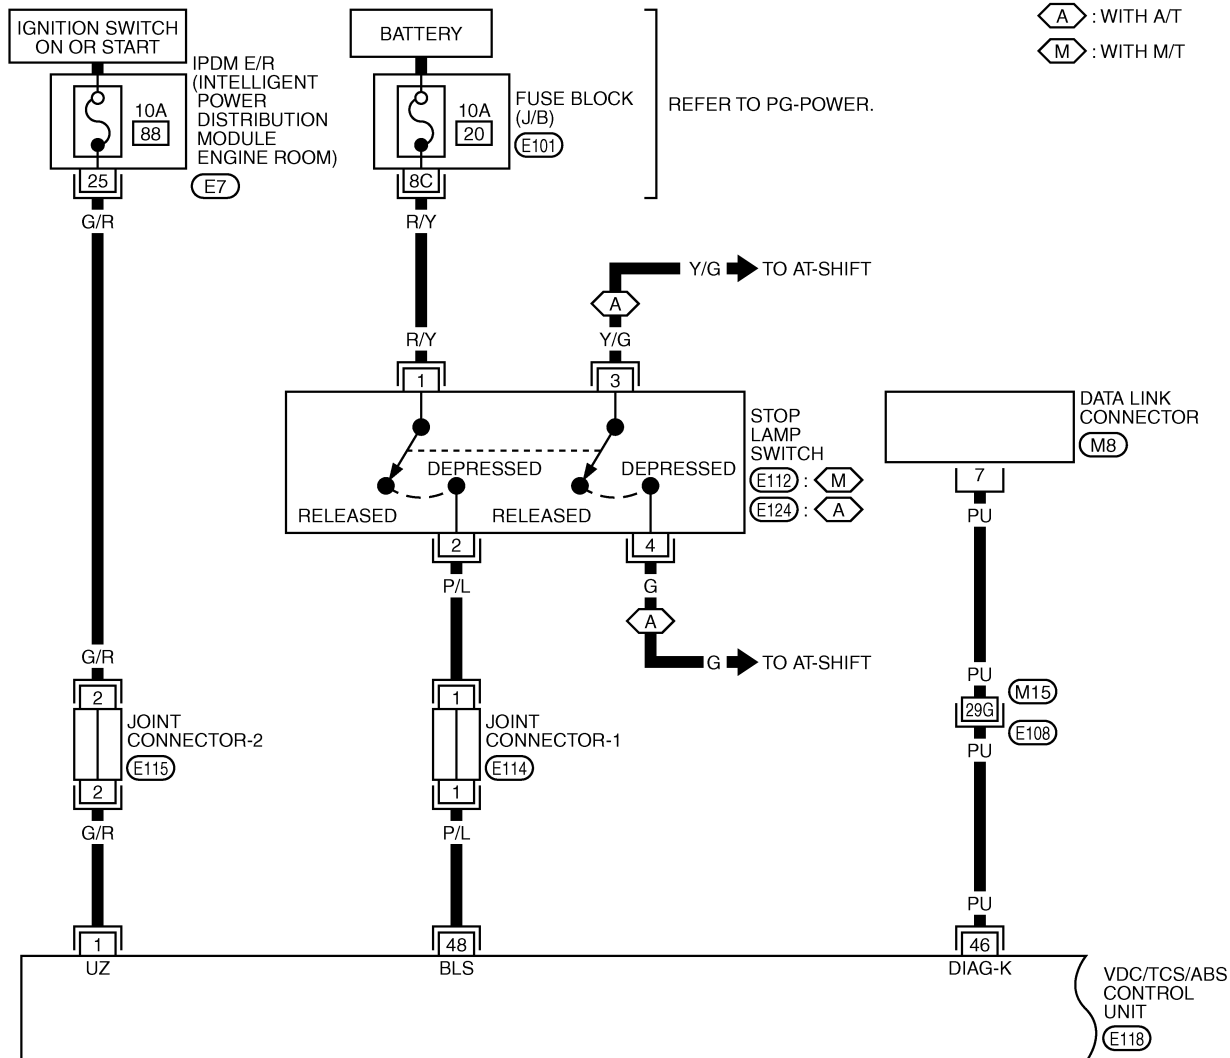 IGNITION SWITCH
ON OR START
BATTERY
A : WITH A/T
M : WITH M/T
IPDM E/R
(INTELLIGENT
POWER
DISTRIBUTION
MODULE
ENGINE ROOM)
E7
10A
88
25
G/R
FUSE BLOCK
(J/B)
E101
10A
20
8C
R/Y
REFER TO PG-POWER.
Y/G
TO AT-SHIFT
A
R/Y
Y/G
1
3
STOP
LAMP
SWITCH
E112 : M
E124 : A
DEPRESSED
DEPRESSED
RELEASED
RELEASED
2
4
DATA LINK
CONNECTOR
M8
7
PU
P/L
G
A
G
TO AT-SHIFT
G/R
2
JOINT
CONNECTOR-2
E115
2
G/R
1
JOINT
CONNECTOR-1
E114
1
P/L
PU
M15
29G
E108
PU
PU
1
48
46
UZ
BLS
DIAG-K
VDC/TCS/ABS
CONTROL
UNIT
E118